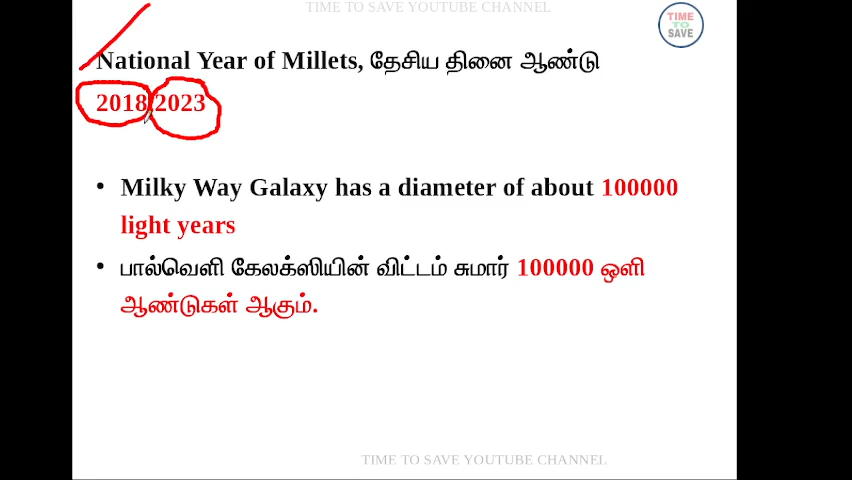 TIME TO SAVE YOUTUBE CHANNEL
TIME
TO
SAVE
National Year of Millets, தேசிய தினை ஆண்டு
2018, 2023
• Milky Way Galaxy has a diameter of about 100000
light years
• பால்வெளி கேலக்ஸியின் விட்டம் சுமார் 100000 ஒளி
ஆண்டுகள் ஆகும்.
TIME TO SAVE YOUTUBE CHANNEL